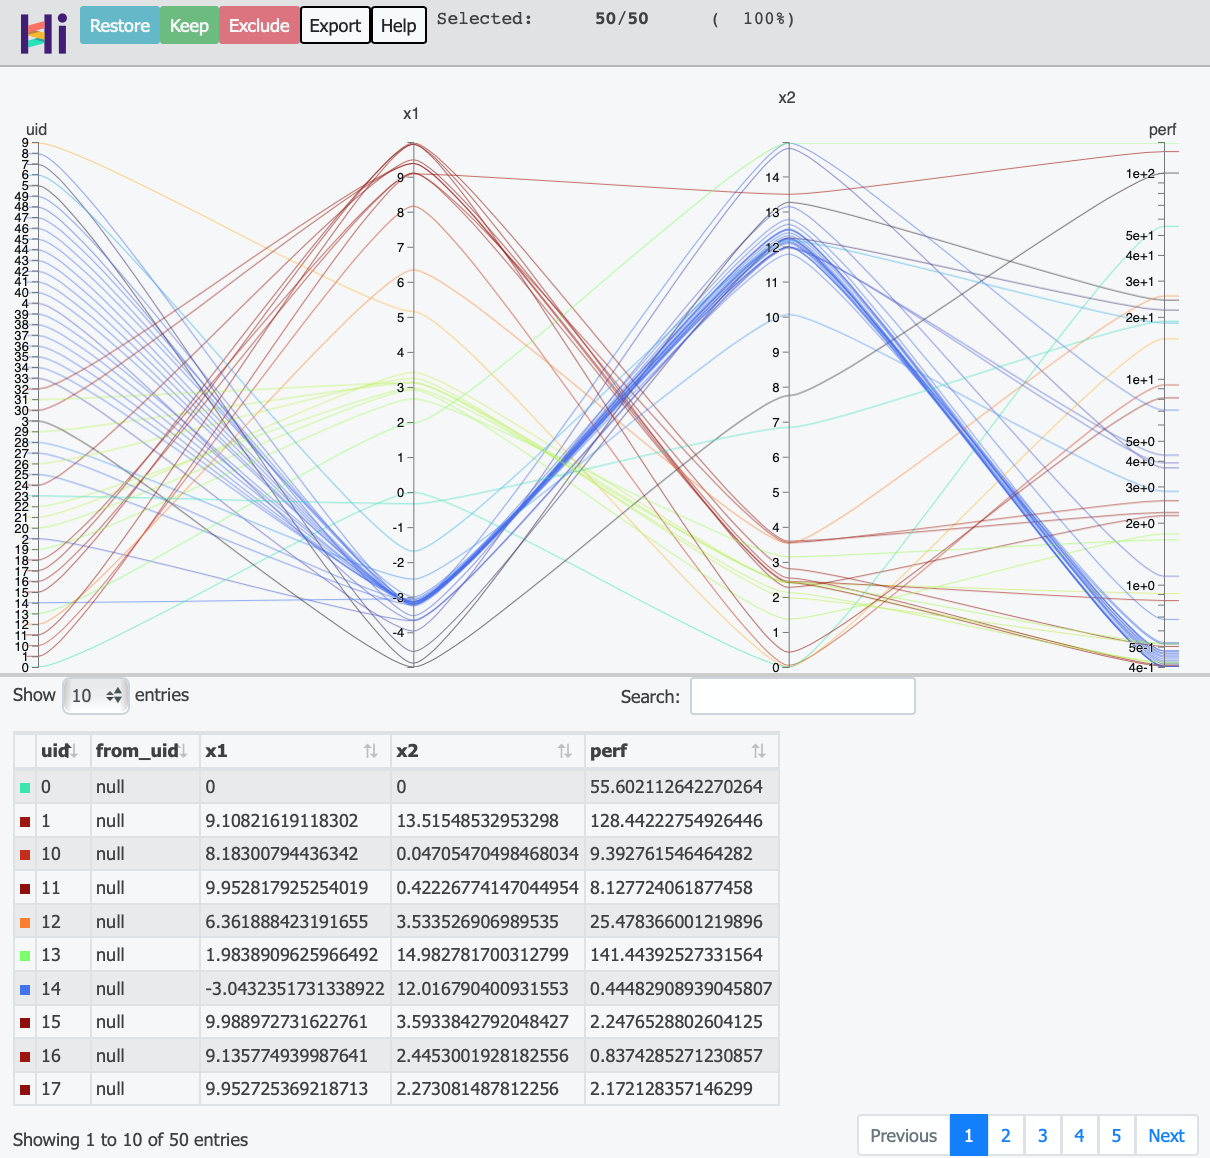 Hi Restore Keep Exclude Export Help Selected: 50/50 ( 100%)
uid
x1
x2
perf
9
8
7
6
5
49
48
47
46
45
44
43
42
41
40
4
39
38
37
36
35
34
33
32
31
30
3
29
28
27
26
25
24
23
22
21
20
2
19
18
17
16
15
14
13
12
11
10
1
0
9
8
7
6
5
4
3
2
1
0
-1
-2
-3
-4
14
13
12
11
10
9
8
7
6
5
4
3
2
1
0
1e+2
5e+1
4e+1
3e+1
2e+1
1e+1
5e+0
4e+0
3e+0
2e+0
1e+0
5e-1
4e-1
Show 10 entries Search:
uid from_uid x1 x2 perf
0 null 0 0 55.602112642270264
1 null 9.10821619118302 13.51548532953298 128.44222754926446
10 null 8.18300794436342 0.04705470498468034 9.392761546464282
11 null 9.952817925254019 0.42226774147044954 8.127724061877458
12 null 6.361888423191655 3.533526906989535 25.478366001219896
13 null 1.9838909625966492 14.982781700312799 141.44392527331564
14 null -3.0432351731338922 12.016790400931553 0.44482908939045807
15 null 9.988972731622761 3.5933842792048427 2.2476528802604125
16 null 9.135774939987641 2.4453001928182556 0.8374285271230857
17 null 9.952725369218713 2.273081487812256 2.172128357146299
Showing 1 to 10 of 50 entries
Previous 1 2 3 4 5 Next